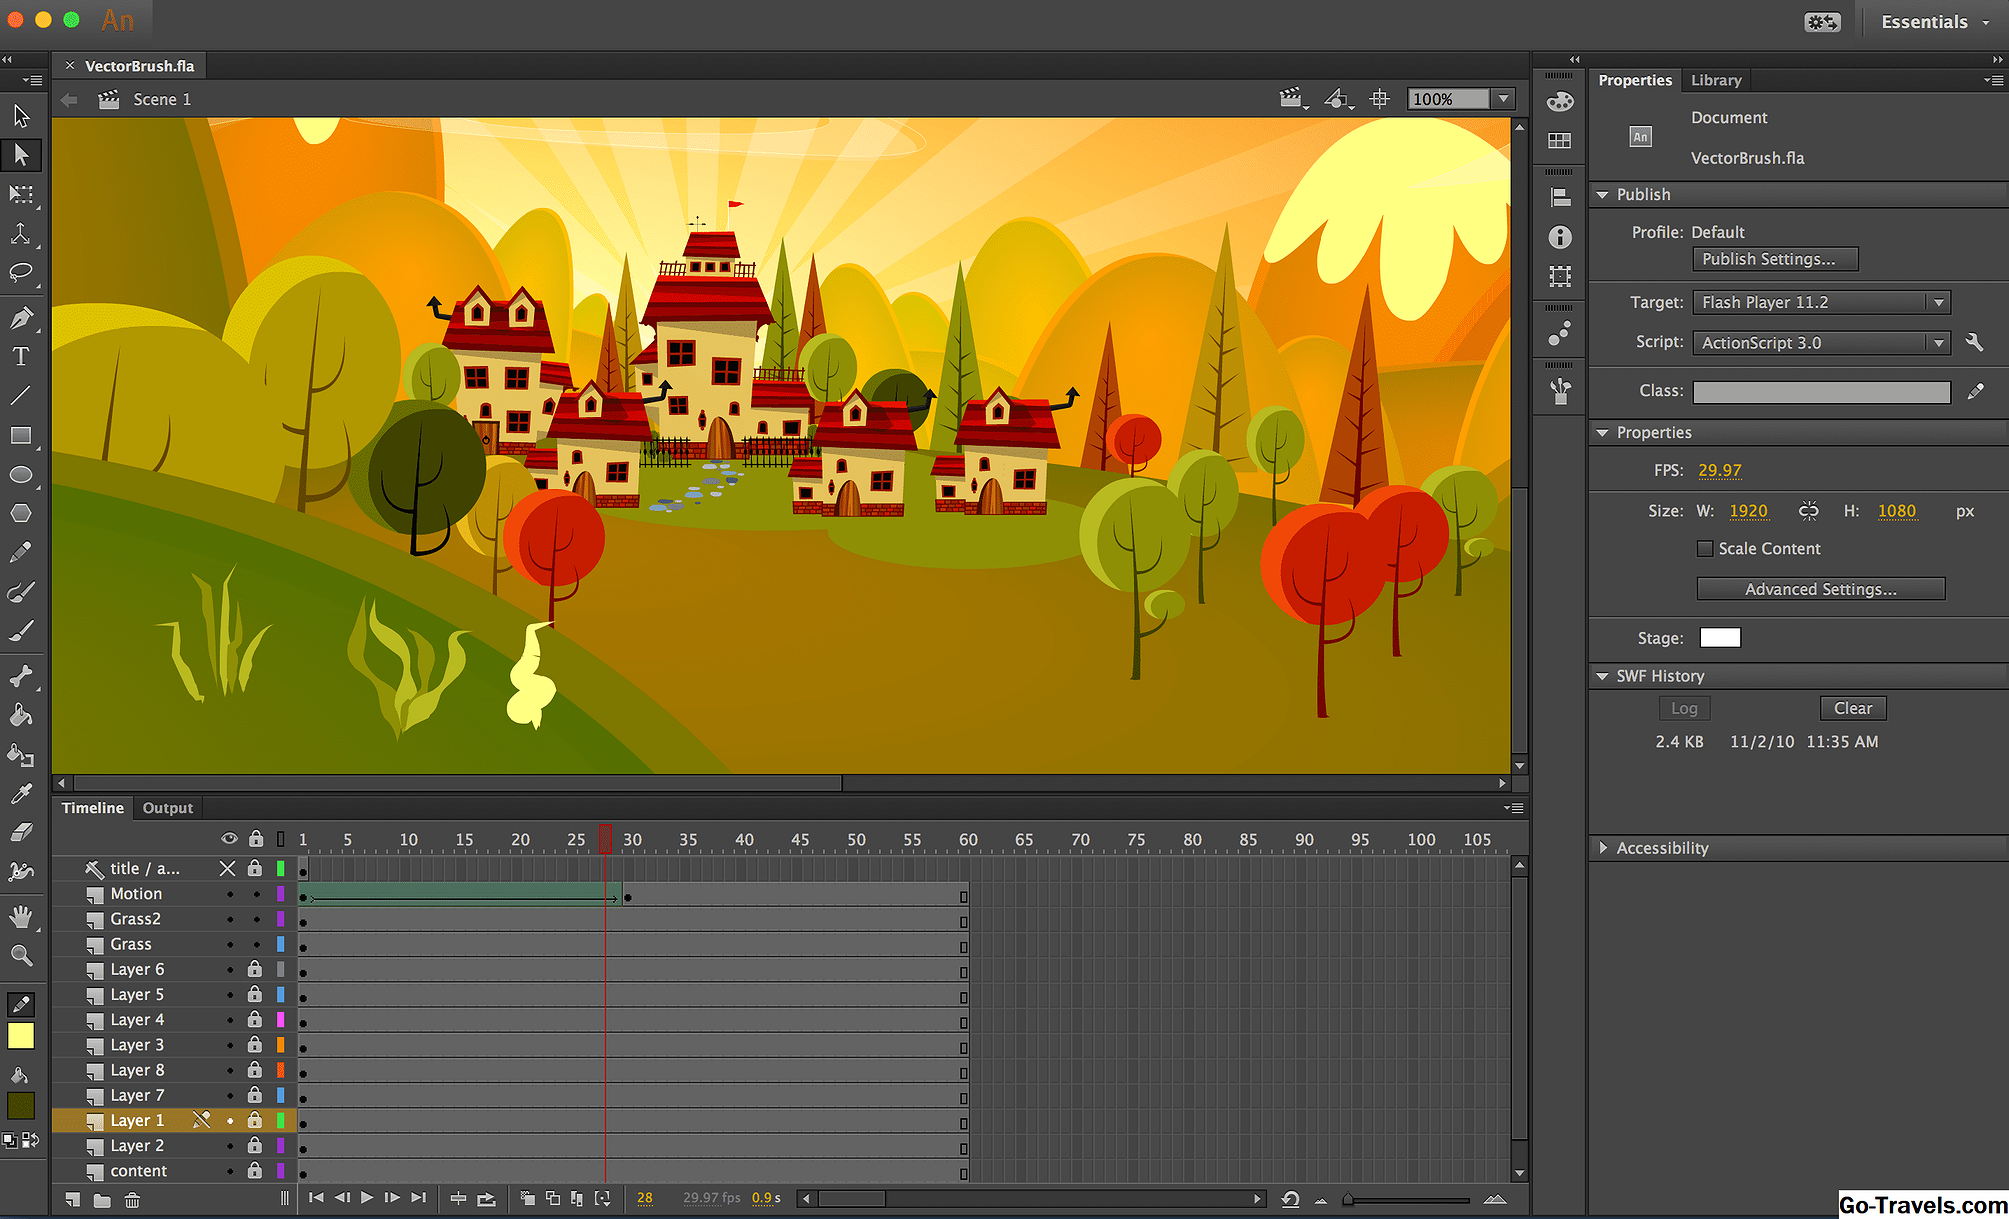 An
Essentials
VectorBrush.fla
Scene 1
100%
Properties Library
Document
An
VectorBrush.fla
Publish
Profile: Default
Publish Settings...
Target: Flash Player 11.2
Script: ActionScript 3.0
Class:
Properties
FPS: 29.97
Size: W: 1920 H: 1080 px
Scale Content
Advanced Settings...
Stage:
SWF History
Log Clear
2.4 KB 11/2/10 11:35 AM
Accessibility
T
Timeline Output
1 5 10 15 20 25 30 35 40 45 50 55 60 65 70 75 80 85 90 95 100 105
title / a...
Motion
Grass2
Grass
Layer 6
Layer 5
Layer 4
Layer 3
Layer 8
Layer 7
Layer 1
Layer 2
content
28 29.97 fps 0.9 s
Go-Travels.com